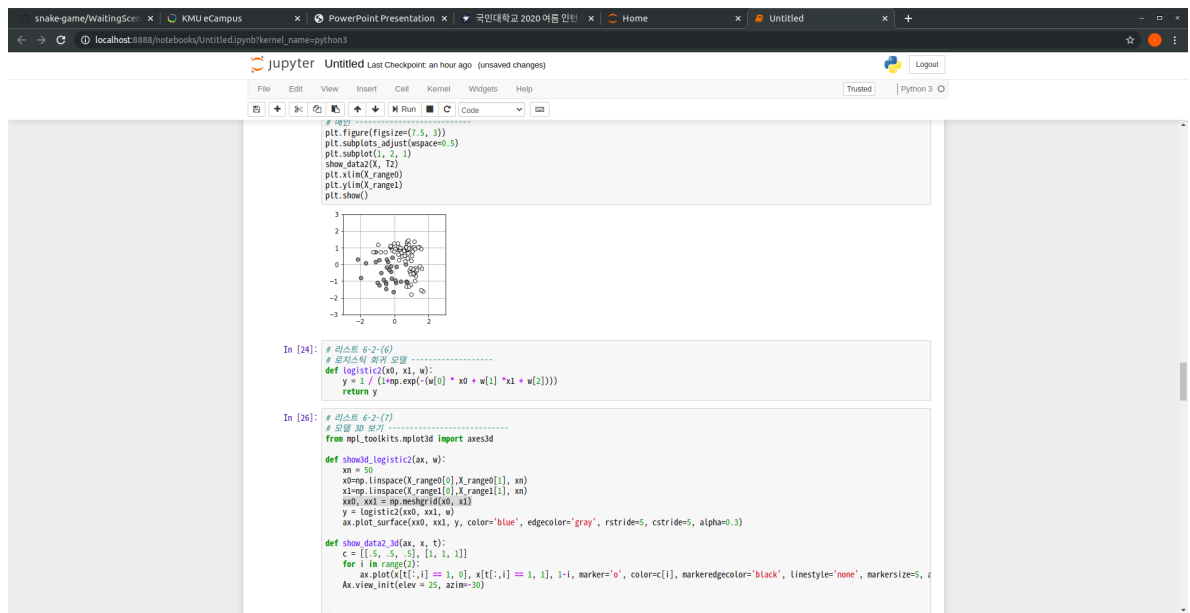 snake-game/WaitingScen
KMU eCampus
PowerPoint Presentation
국민대학교 2020 여름 인턴
Home
Untitled
localhost:8888/notebooks/Untitled.ipynb?kernel_name=python3
jupyter Untitled Last Checkpoint: an hour ago (unsaved changes)
Logout
File Edit View Insert Cell Kernel Widgets Help
Trusted Python 3
Run Code
# 메인 ---------------------------
plt.figure(figsize=(7.5, 3))
plt.subplots_adjust(wspace=0.5)
plt.subplot(1, 2, 1)
show_data2(X, T2)
plt.xlim(X_range0)
plt.ylim(X_range1)
plt.show()
3
2
1
0
−1
−2
−3
−2 0 2
In [24]:
# 리스트 6-2-(6)
# 로지스틱 회귀 모델 -------------------
def logistic2(x0, x1, w):
y = 1 / (1+np.exp(-(w[0] * x0 + w[1] *x1 + w[2])))
return y
In [26]:
# 리스트 6-2-(7)
# 모델 3D 보기 ----------------------------
from mpl_toolkits.mplot3d import axes3d
def show3d_logistic2(ax, w):
xn = 50
x0=np.linspace(X_range0[0],X_range0[1], xn)
x1=np.linspace(X_range1[0],X_range1[1], xn)
xx0, xx1 = np.meshgrid(x0, x1)
y = logistic2(xx0, xx1, w)
ax.plot_surface(xx0, xx1, y, color='blue', edgecolor='gray', rstride=5, cstride=5, alpha=0.3)
def show_data2_3d(ax, x, t):
c = [[.5, .5, .5], [1, 1, 1]]
for i in range(2):
ax.plot(x[t[:,i] == 1, 0], x[t[:,i] == 1, 1], 1-i, marker='o', color=c[i], markeredgecolor='black', linestyle='none', markersize=5,
Ax.view_init(elev = 25, azim=-30)